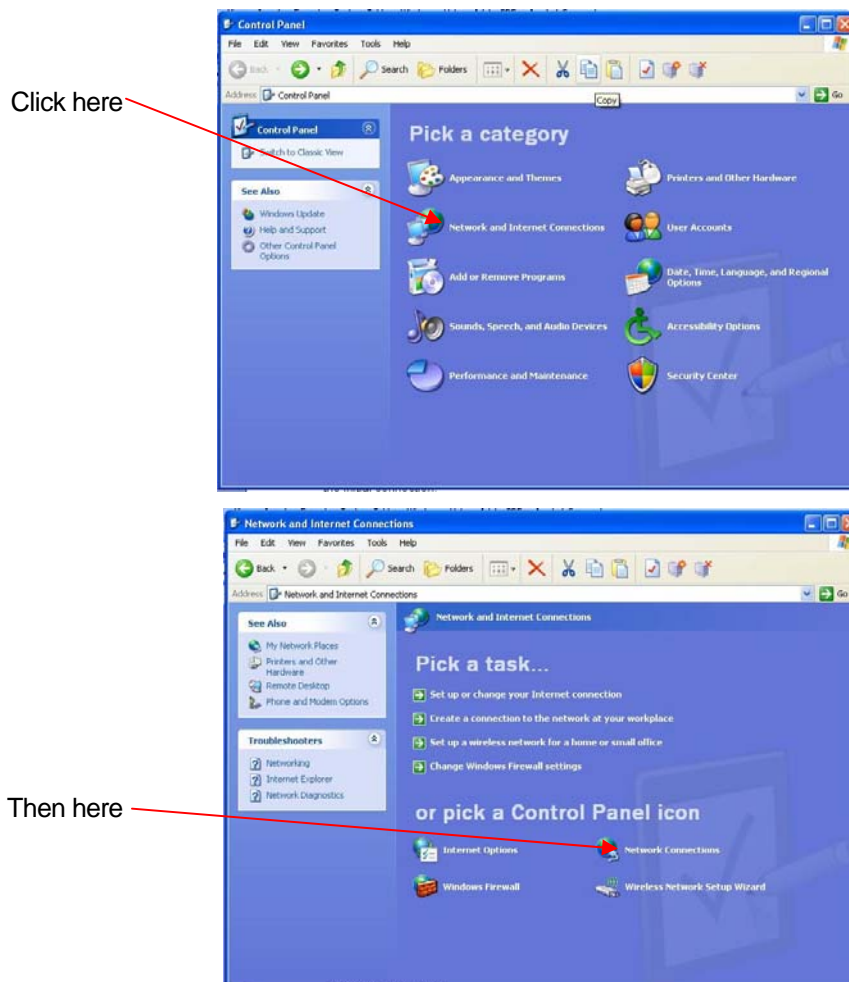 Control Panel
File Edit View Favorites Tools Help
Back Search Folders
Address Control Panel Go
Copy
Click here
Control Panel
Switch to Classic View
See Also
Windows Update
Help and Support
Other Control Panel
Options
Pick a category
Appearance and Themes
Printers and Other Hardware
Network and Internet Connections
User Accounts
Add or Remove Programs
Date, Time, Language, and Regional
Options
Sounds, Speech, and Audio Devices
Accessibility Options
Performance and Maintenance
Security Center
Network and Internet Connections
File Edit View Favorites Tools Help
Back Search Folders
Address Network and Internet Connections Go
See Also
My Network Places
Printers and Other
Hardware
Remote Desktop
Phone and Modem Options
Troubleshooters
Networking
Internet Explorer
Network Diagnostics
Network and Internet Connections
Pick a task...
Set up or change your Internet connection
Create a connection to the network at your workplace
Set up a wireless network for a home or small office
Change Windows Firewall settings
Then here
or pick a Control Panel icon
Internet Options
Network Connections
Windows Firewall
Wireless Network Setup Wizard